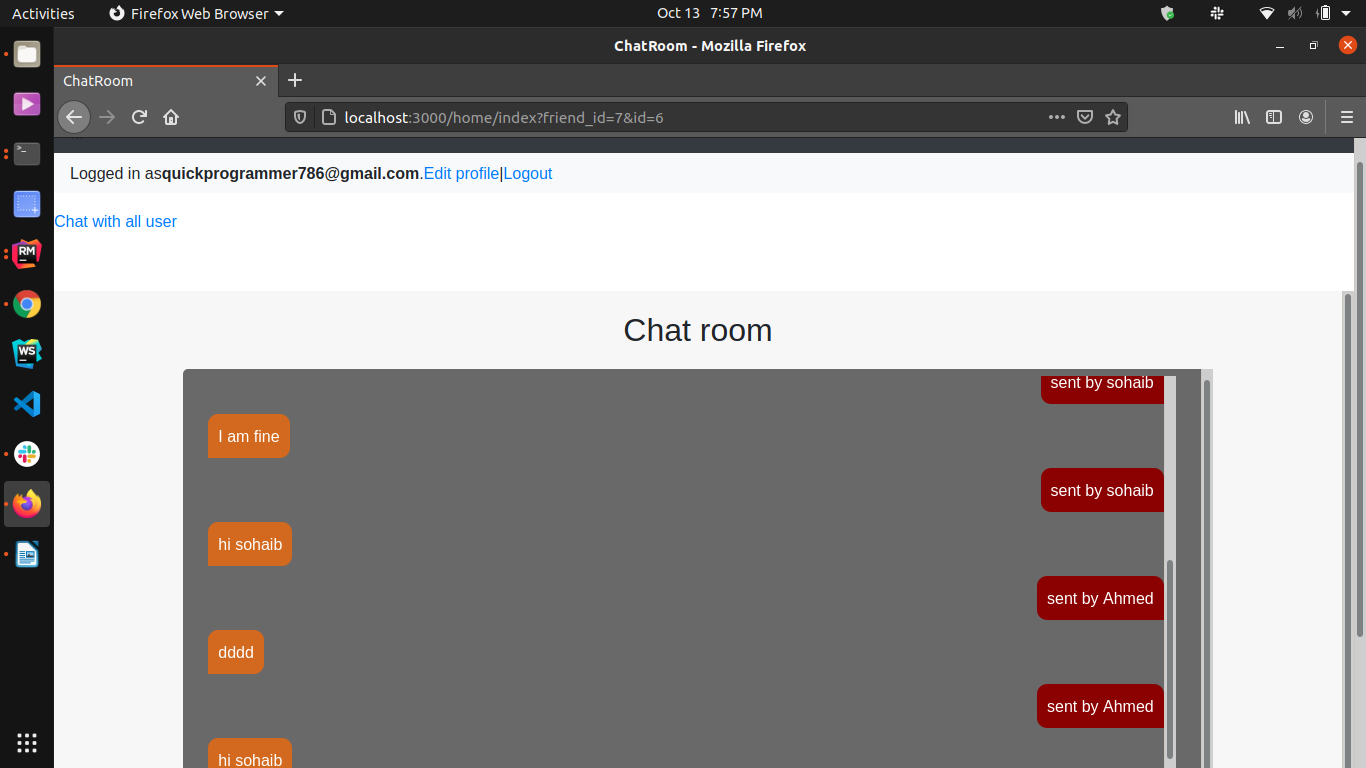 Activities Firefox Web Browser Oct 13 7:57 PM
ChatRoom - Mozilla Firefox
ChatRoom
localhost:3000/home/index?friend_id=7&id=6
Logged in asquickprogrammer786@gmail.com.Edit profile|Logout
Chat with all user
Chat room
sent by sohaib
I am fine
sent by sohaib
hi sohaib
sent by Ahmed
dddd
sent by Ahmed
hi sohaib
RM
WS